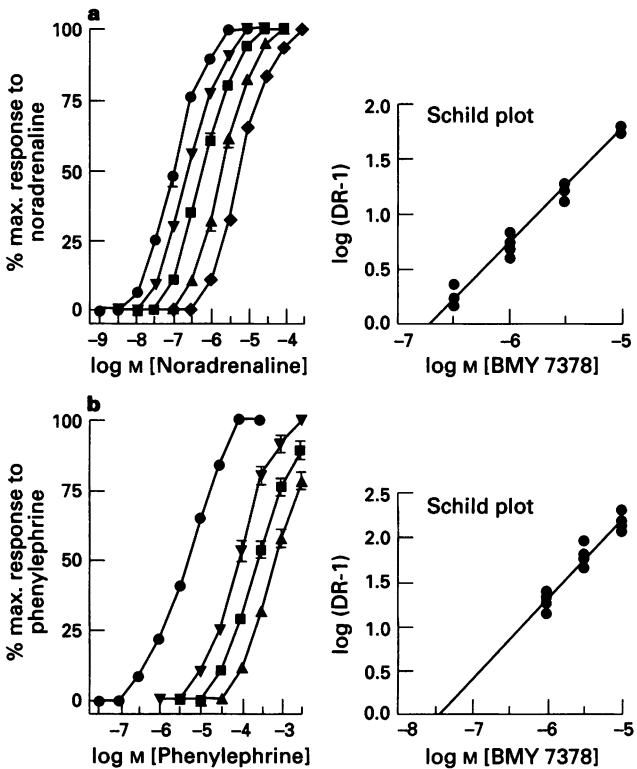 a
100
75
50
25
0
% max. response to
noradrenaline
−9 −8 −7 −6 −5 −4
log M [Noradrenaline]
Schild plot
2.0
1.5
1.0
0.5
0.0
log (DR-1)
−7 −6 −5
log M [BMY 7378]
b
100
75
50
25
0
% max. response to
phenylephrine
−7 −6 −5 −4 −3
log M [Phenylephrine]
Schild plot
2.5
2.0
1.5
1.0
0.5
0.0
log (DR-1)
−8 −7 −6 −5
log M [BMY 7378]